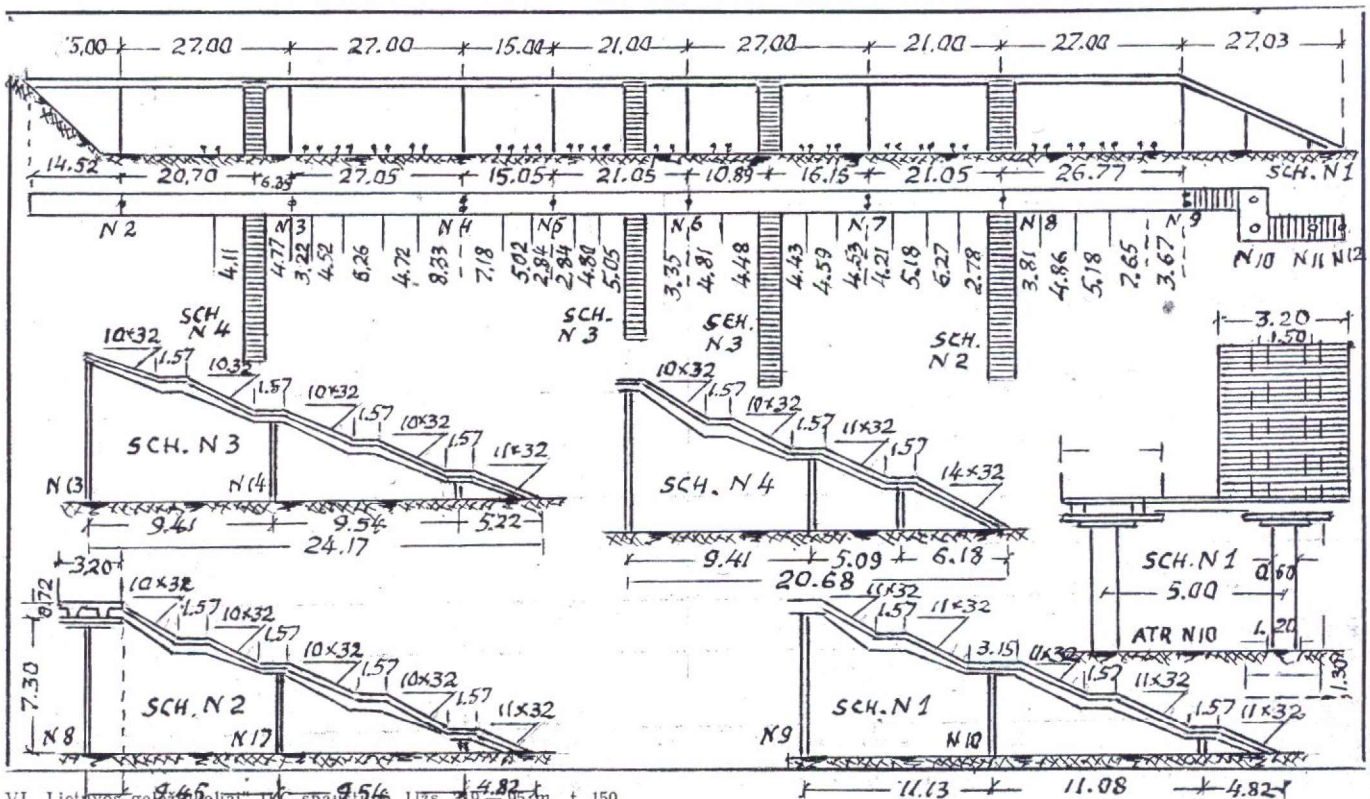 5.00 27.00 27.00 15.00 21.00 27.00 21.00 27.00 27.03
14.52 20.70 6.35 27.05 15.05 21.05 10.89 16.15 21.05 26.77 SCH. N1
N2 N3 N4 N5 N6 N7 N8 N9
N10 N11 N12
4.11 4.77 3.22 4.52 6.26 4.72 8.33 7.18 5.02 2.84 2.84 4.80 5.05 3.35 4.81 4.48 4.43 4.59 4.53 4.21 5.18 6.27 2.78 3.81 4.86 5.18 7.65 3.67
SCH. N4
SCH. N3
SCH. N3
SCH. N2
10×32 1.57 10.32 1.57 10×32 1.57 10×32 1.57 11×32
SCH. N3
N13 N14
9.41 9.54 5.22
24.17
10×32 1.57 10×32 1.57 11×32 1.57 14×32
SCH. N4
9.41 5.09 6.18
20.68
3.20
1.50
SCH. N1
0.60
5.00
ATR N10 1.20
1.30
3.20
0.72
7.30
10×32 1.57 10×32 1.57 10×32 1.57 10×32 1.57 11×32
SCH. N2
N8 N17
9.45 9.54 4.82
11×32 1.57 11×32 3.15 11×32 1.57 11×32 1.57 11×32
SCH. N1
N9 N10
11.13 11.08 4.82